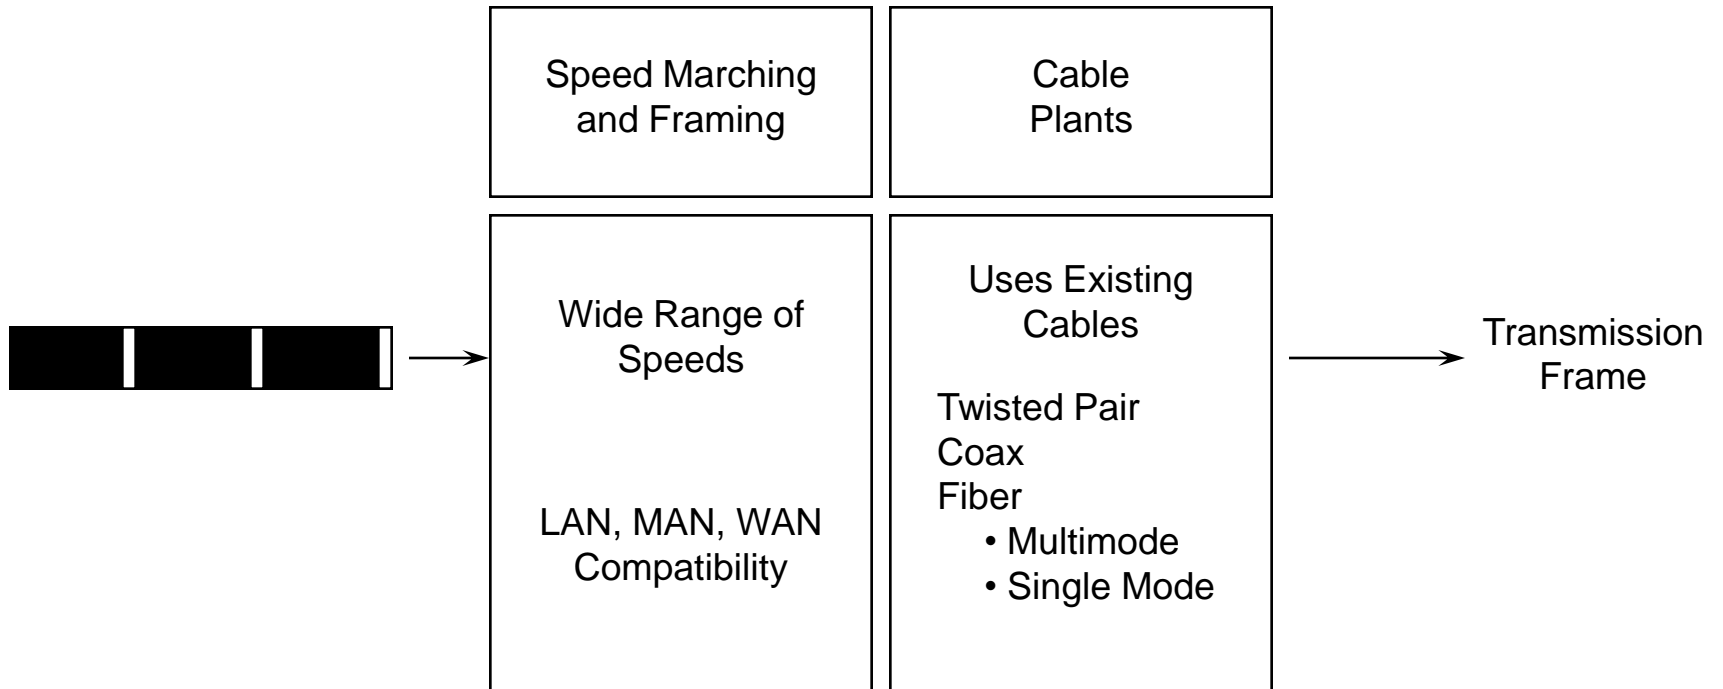 Speed Marching
and Framing
Cable
Plants
Wide Range of
Speeds
LAN, MAN, WAN
Compatibility
Uses Existing
Cables
Twisted Pair
Coax
Fiber
• Multimode
• Single Mode
Transmission
Frame